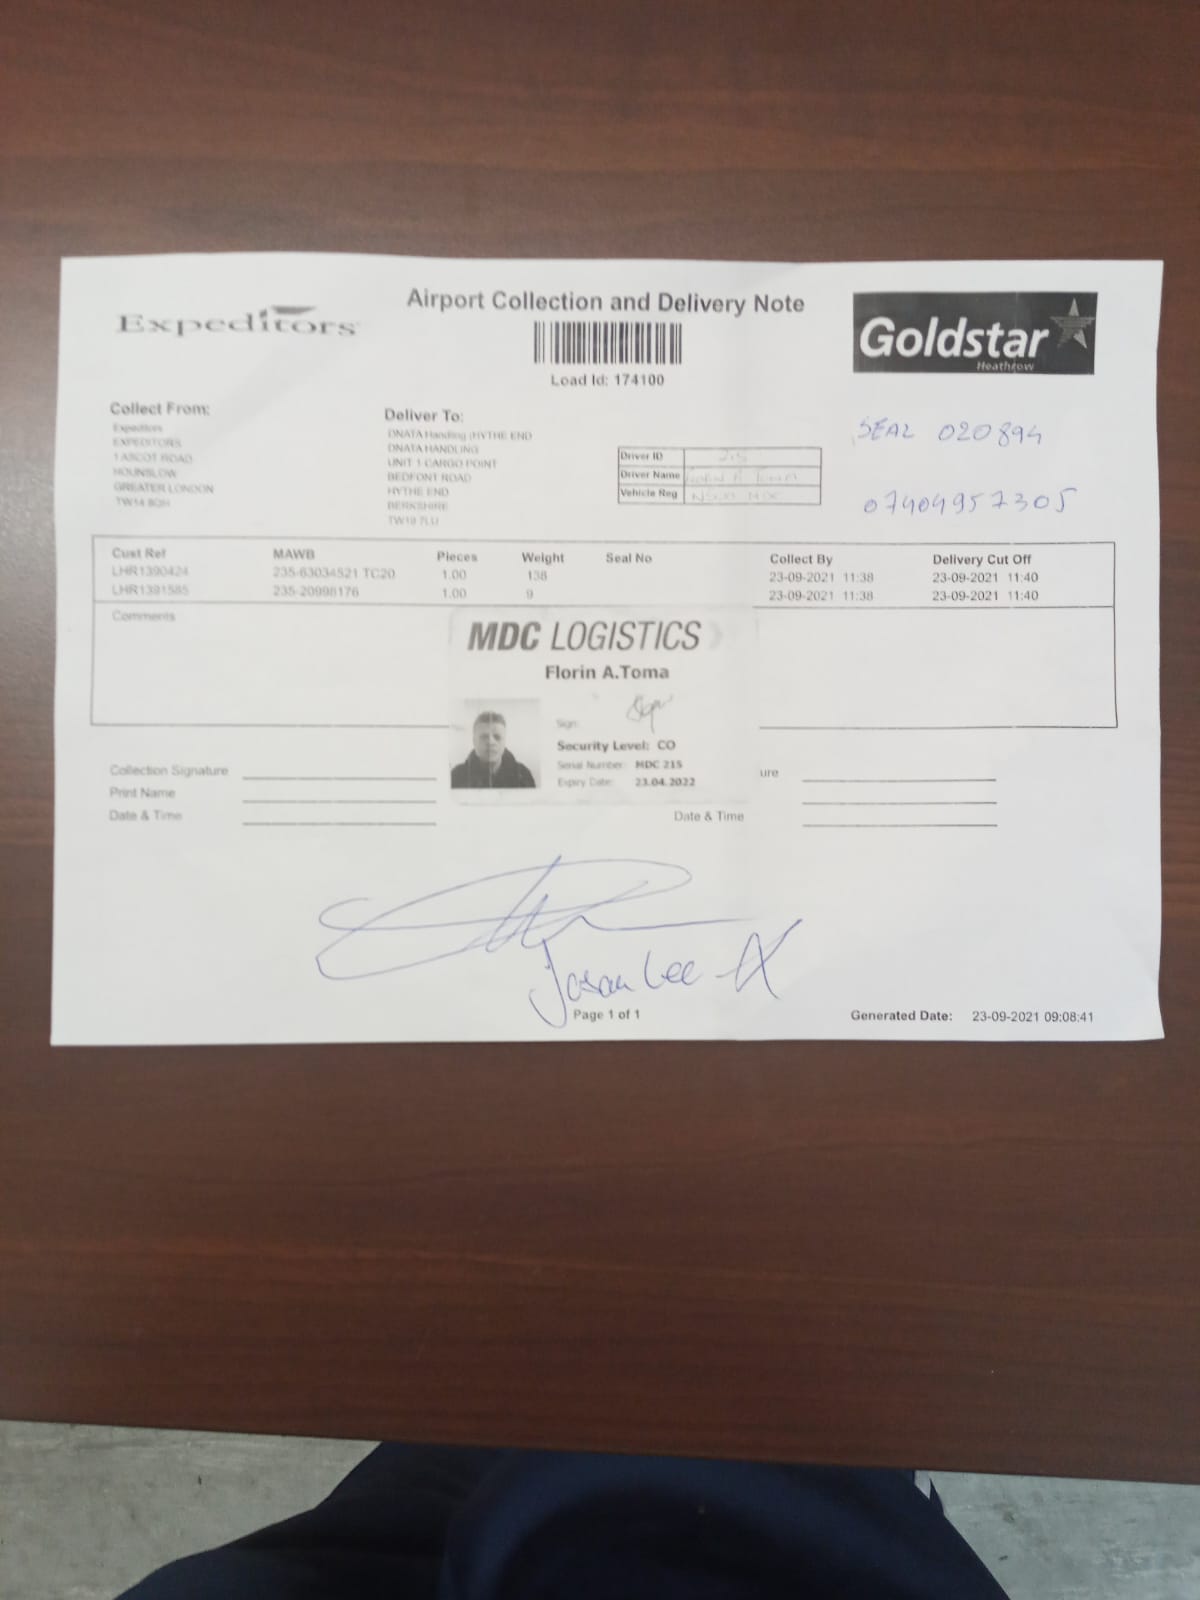 Expeditors
Airport Collection and Delivery Note
Load Id: 174100
Goldstar
Heathrow
Collect From:
Expeditors
EXPEDITORS
1 ASCOT ROAD
HOUNSLOW
GREATER LONDON
TW14 8QH
Deliver To:
DNATA Handling (HYTHE END
DNATA HANDLING
UNIT 1 CARGO POINT
BEDFONT ROAD
HYTHE END
BERKSHIRE
TW19 7LU
Driver ID
Driver Name
Vehicle Reg
SEAL 020894
07404957305
Cust Ref MAWB Pieces Weight Seal No Collect By Delivery Cut Off
LHR1390424 235-63034521 TC20 1.00 138 23-09-2021 11:38 23-09-2021 11:40
LHR1391585 235-20998176 1.00 9 23-09-2021 11:38 23-09-2021 11:40
Comments
MDC LOGISTICS
Florin A.Toma
Sign:
Security Level: CO
Serial Number: MDC 215
Expiry Date: 23.04.2022
Collection Signature
Print Name
Date & Time
ure
Date & Time
Jasan Lee
Page 1 of 1
Generated Date: 23-09-2021 09:08:41